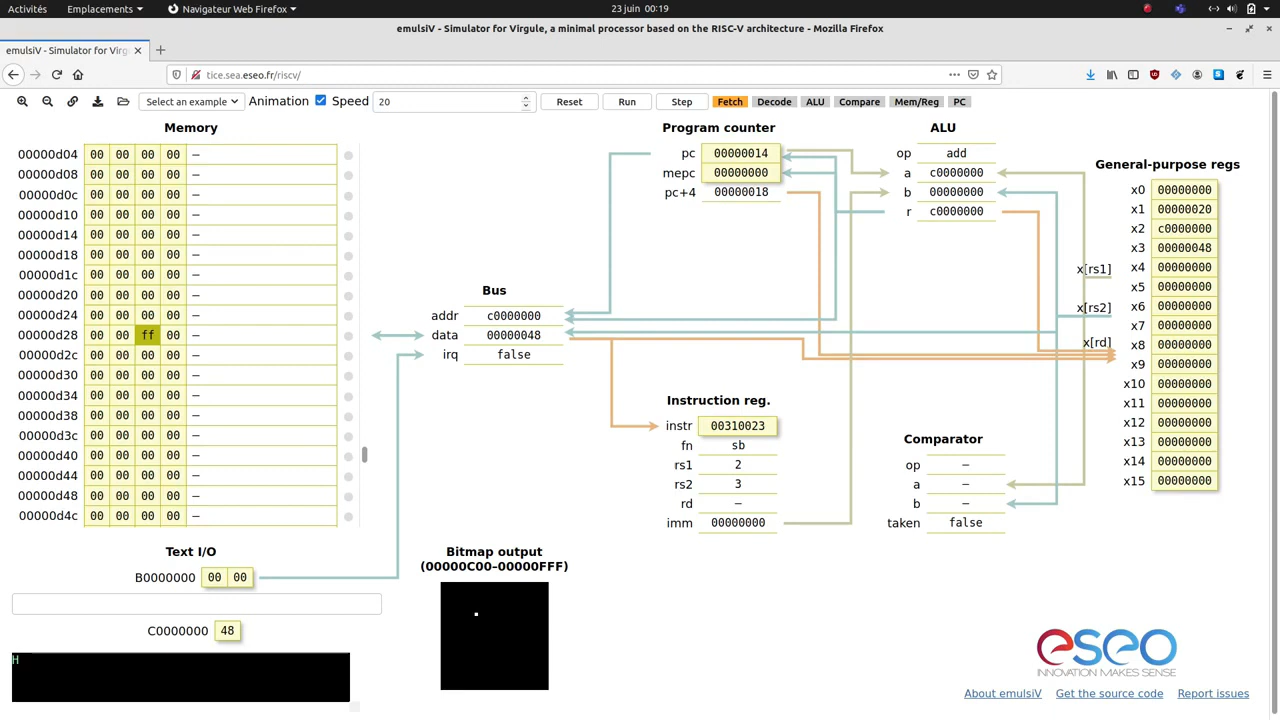 Activités Emplacements Navigateur Web Firefox 23 juin 00:19
emulsiV - Simulator for Virgule, a minimal processor based on the RISC-V architecture - Mozilla Firefox
emulsiV - Simulator for Virg
tice.sea.eseo.fr/riscv/
Select an example Animation Speed 20 Reset Run Step Fetch Decode ALU Compare Mem/Reg PC
Memory
00000d04 00 00 00 00 —
00000d08 00 00 00 00 —
00000d0c 00 00 00 00 —
00000d10 00 00 00 00 —
00000d14 00 00 00 00 —
00000d18 00 00 00 00 —
00000d1c 00 00 00 00 —
00000d20 00 00 00 00 —
00000d24 00 00 00 00 —
00000d28 00 00 ff 00 —
00000d2c 00 00 00 00 —
00000d30 00 00 00 00 —
00000d34 00 00 00 00 —
00000d38 00 00 00 00 —
00000d3c 00 00 00 00 —
00000d40 00 00 00 00 —
00000d44 00 00 00 00 —
00000d48 00 00 00 00 —
00000d4c 00 00 00 00 —
Text I/O
B0000000 00 00
C0000000 48
H
Bus
addr c0000000
data 00000048
irq false
Bitmap output
(00000C00–00000FFF)
Program counter
pc 00000014
mepc 00000000
pc+4 00000018
Instruction reg.
instr 00310023
fn sb
rs1 2
rs2 3
rd —
imm 00000000
ALU
op add
a c0000000
b 00000000
r c0000000
Comparator
op —
a —
b —
taken false
General-purpose regs
x0 00000000
x1 00000020
x2 c0000000
x3 00000048
x4 00000000
x5 00000000
x6 00000000
x7 00000000
x8 00000000
x9 00000000
x10 00000000
x11 00000000
x12 00000000
x13 00000000
x14 00000000
x15 00000000
x[rs1]
x[rs2]
x[rd]
eseo
INNOVATION MAKES SENSE
About emulsiV Get the source code Report issues